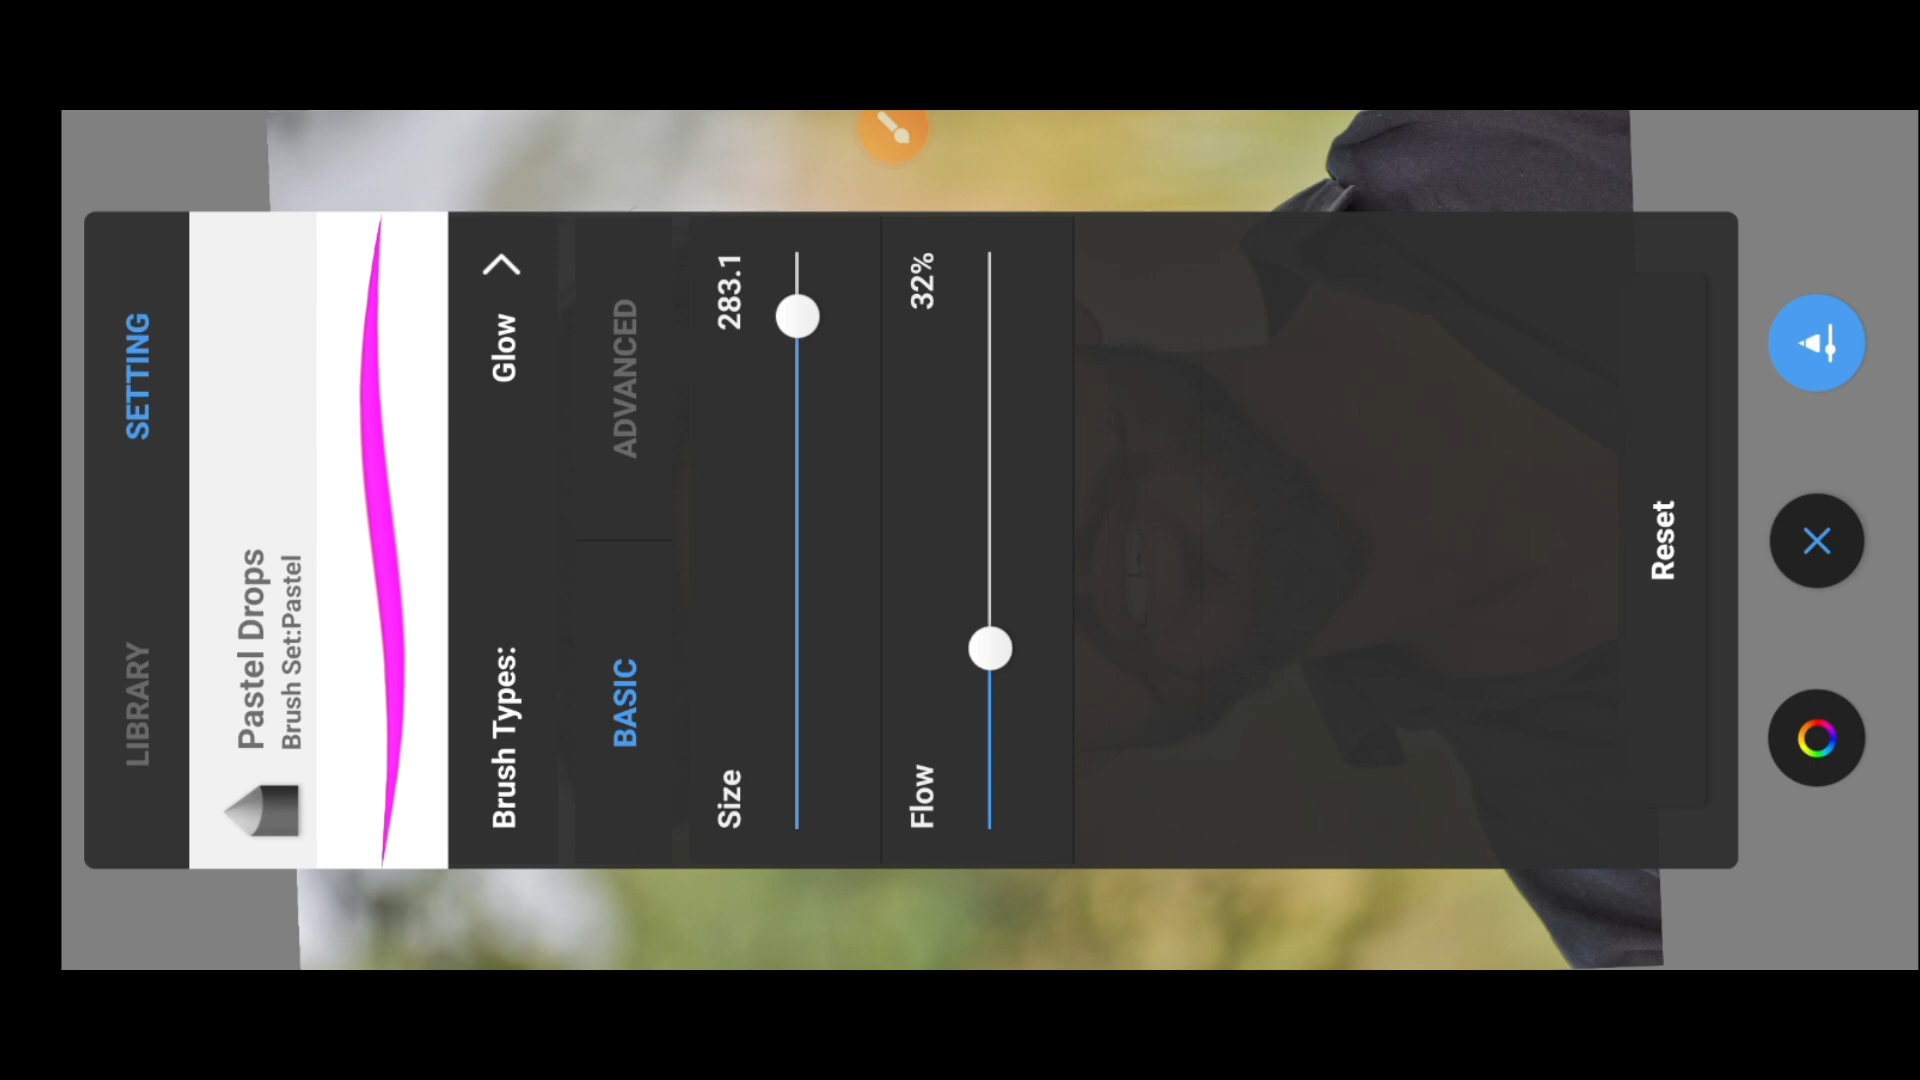 LIBRARY SETTING
Pastel Drops
Brush Set:Pastel
Brush Types: Glow
BASIC ADVANCED
Size 283.1
Flow 32%
Reset